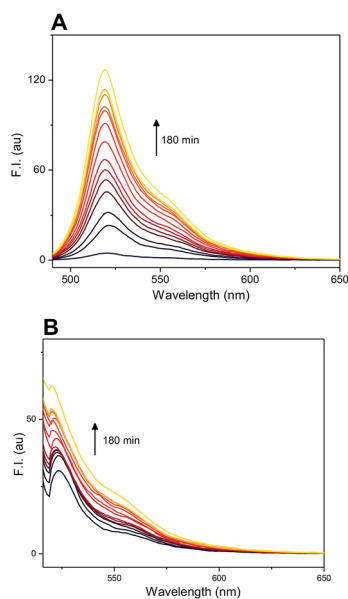 A
F.I. (au)
120
60
0
180 min
500
550
600
650
Wavelength (nm)
B
F.I. (au)
50
0
180 min
550
600
650
Wavelength (nm)